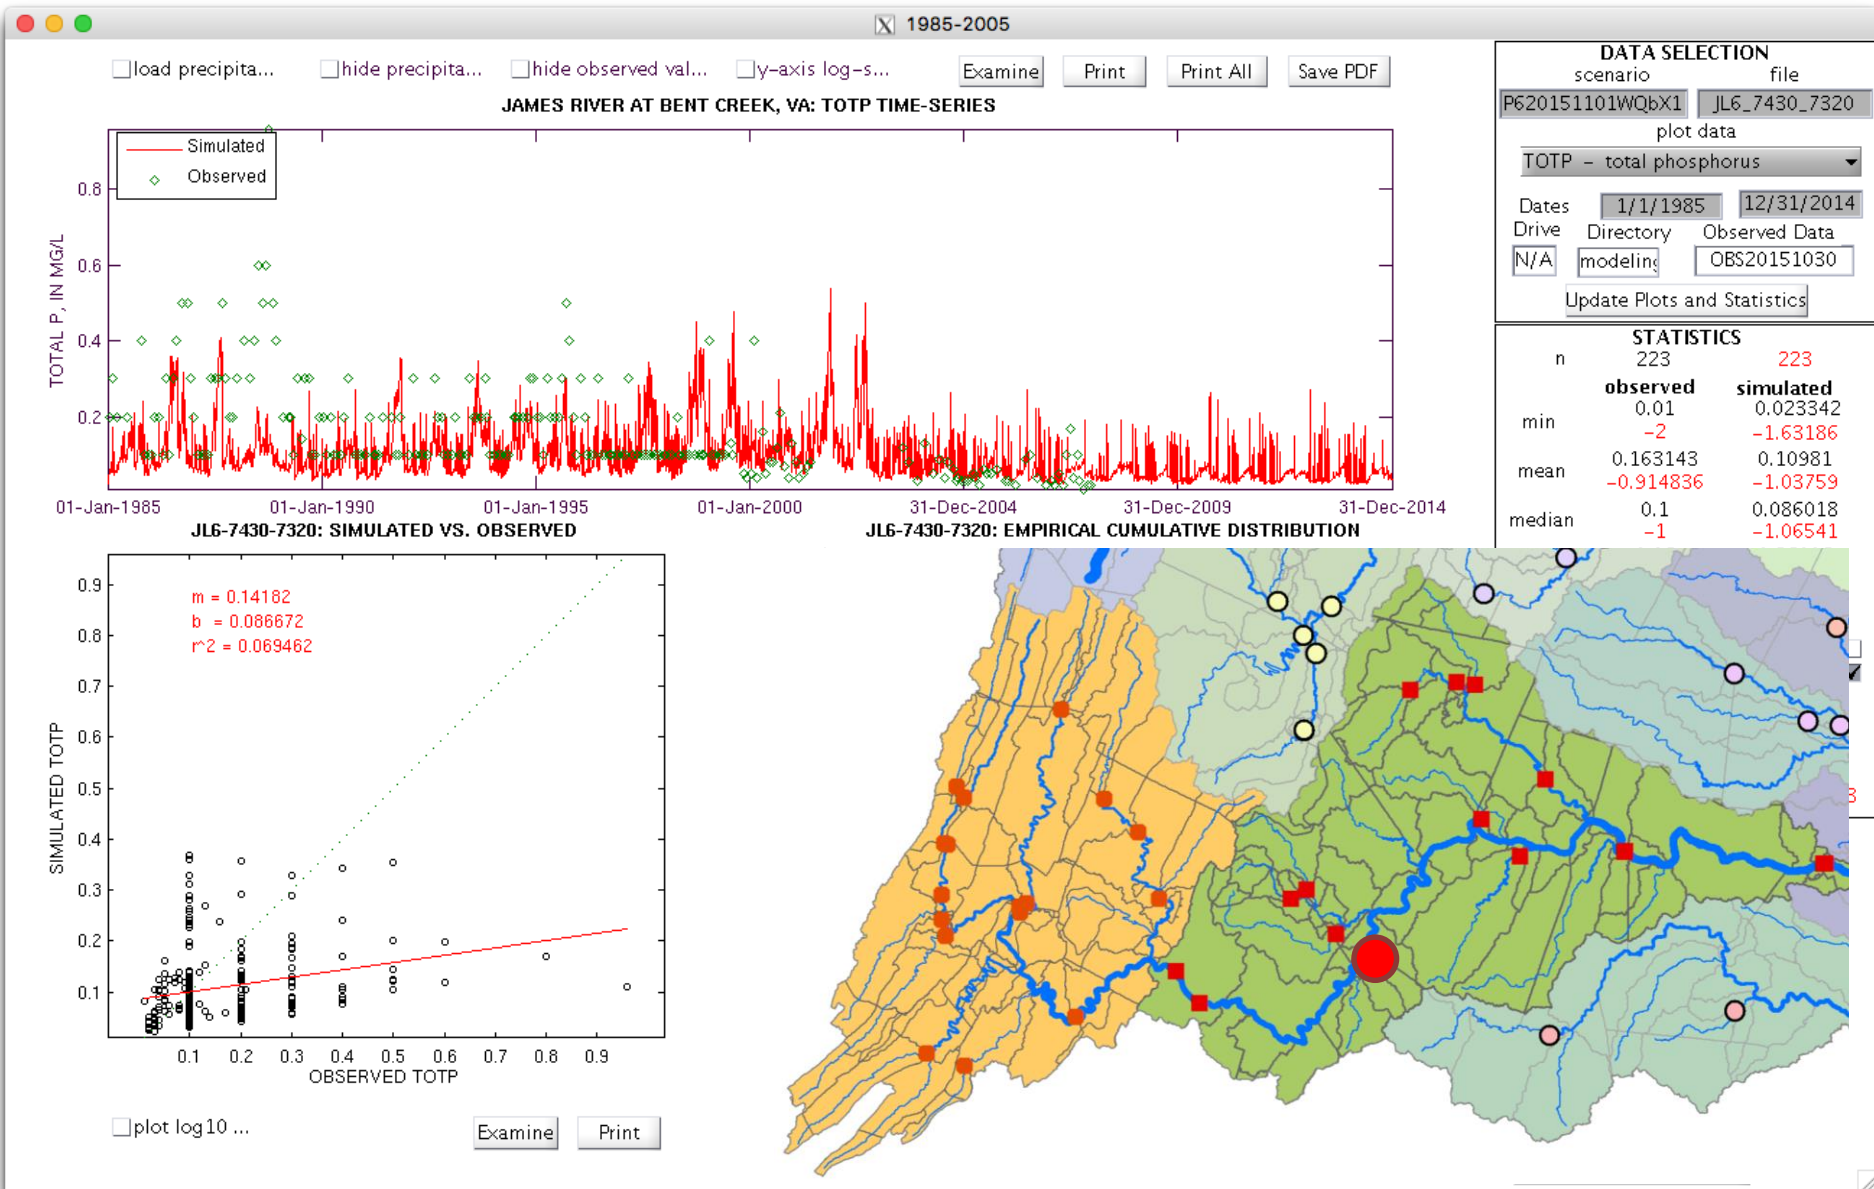 1985-2005
load precipita...
hide precipita...
hide observed val...
y-axis log-s...
Examine
Print
Print All
Save PDF
JAMES RIVER AT BENT CREEK, VA: TOTP TIME-SERIES
Simulated
Observed
TOTAL P, IN MG/L
0.8
0.6
0.4
0.2
01-Jan-1985
01-Jan-1990
01-Jan-1995
01-Jan-2000
31-Dec-2004
31-Dec-2009
31-Dec-2014
DATA SELECTION
scenario file
P620151101WQbX1 JL6_7430_7320
plot data
TOTP - total phosphorus
Dates 1/1/1985 12/31/2014
Drive Directory Observed Data
N/A modeling OBS20151030
Update Plots and Statistics
STATISTICS
n 223 223
observed simulated
min 0.01 0.023342
-2 -1.63186
mean 0.163143 0.10981
-0.914836 -1.03759
median 0.1 0.086018
-1 -1.06541
JL6-7430-7320: SIMULATED VS. OBSERVED
m = 0.14182
b = 0.086672
r^2 = 0.069462
SIMULATED TOTP
0.9
0.8
0.7
0.6
0.5
0.4
0.3
0.2
0.1
0.1 0.2 0.3 0.4 0.5 0.6 0.7 0.8 0.9
OBSERVED TOTP
plot log10 ...
Examine
Print
JL6-7430-7320: EMPIRICAL CUMULATIVE DISTRIBUTION